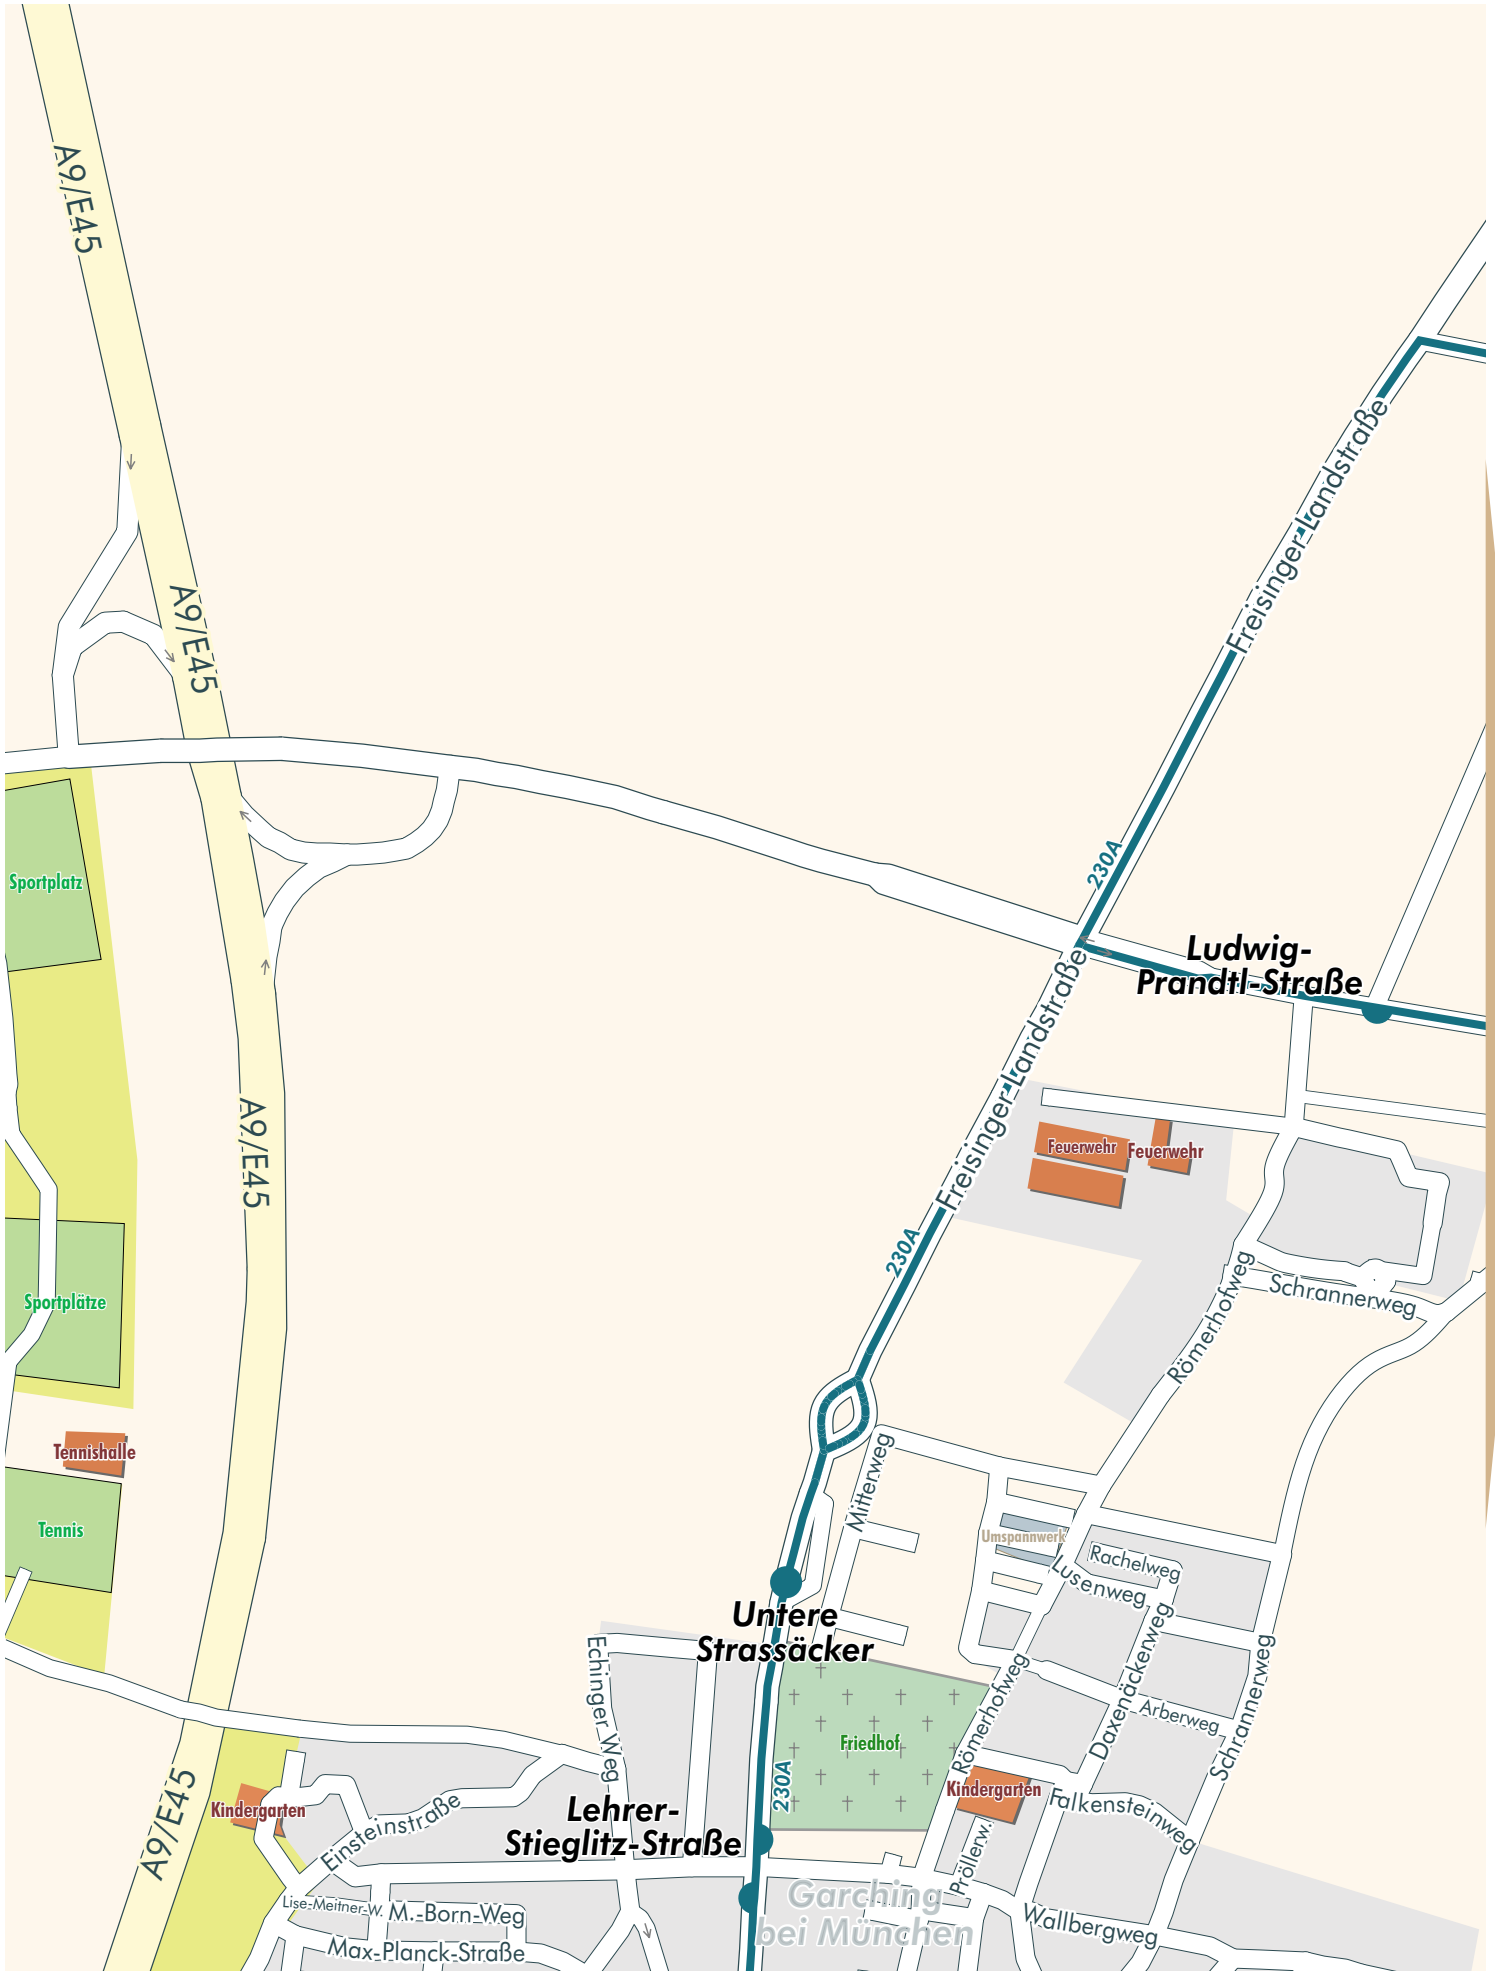 A9/E45
Freisinger Landstraße
A9/E45
230A
Sportplatz
Ludwig-
Prandtl-Straße
Freisinger Landstraße
A9/E45
Feuerwehr
Feuerwehr
230A
Römerhofweg
Schrannerweg
Sportplätze
Tennishalle
Mitterweg
Tennis
Umspannwerk
Rachelweg
Lusenweg
Untere
Strassäcker
Echinger Weg
Römerhofweg
Daxenäckerweg
Schrannerweg
Arberweg
Friedhof
230A
A9/E45
Kindergarten
Kindergarten
Einsteinstraße
Lehrer-
Stieglitz-Straße
Falkensteinweg
Pröllerw.
Lise-Meitner-W.
M.-Born-Weg
Garching
bei München
Wallbergweg
Max-Planck-Straße